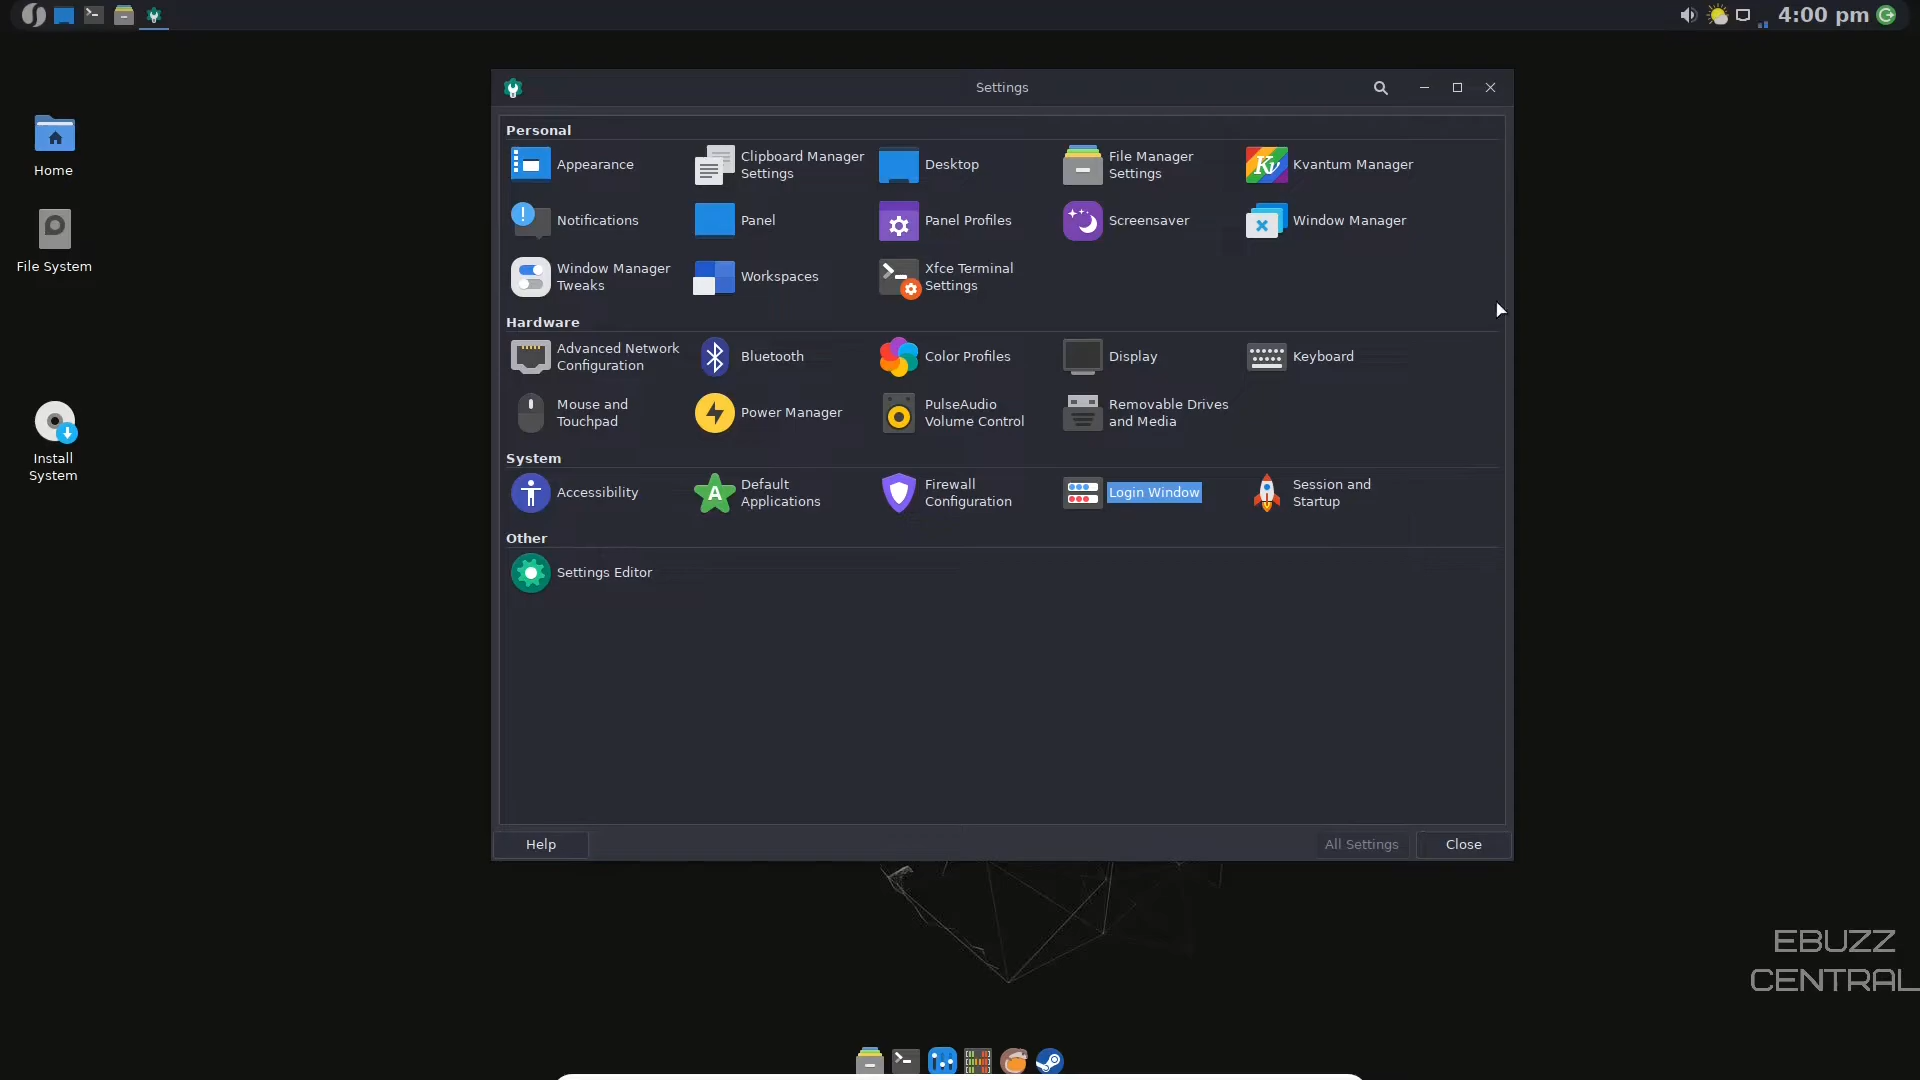 4:00 pm
Settings
Personal
Appearance
Clipboard Manager
Settings
Desktop
File Manager
Settings
Kvantum Manager
Notifications
Panel
Panel Profiles
Screensaver
Window Manager
Window Manager
Tweaks
Workspaces
Xfce Terminal
Settings
Hardware
Advanced Network
Configuration
Bluetooth
Color Profiles
Display
Keyboard
Mouse and
Touchpad
Power Manager
PulseAudio
Volume Control
Removable Drives
and Media
System
Accessibility
Default
Applications
Firewall
Configuration
Login Window
Session and
Startup
Other
Settings Editor
Help
All Settings
Close
Home
File System
Install
System
EBUZZ
CENTRAL